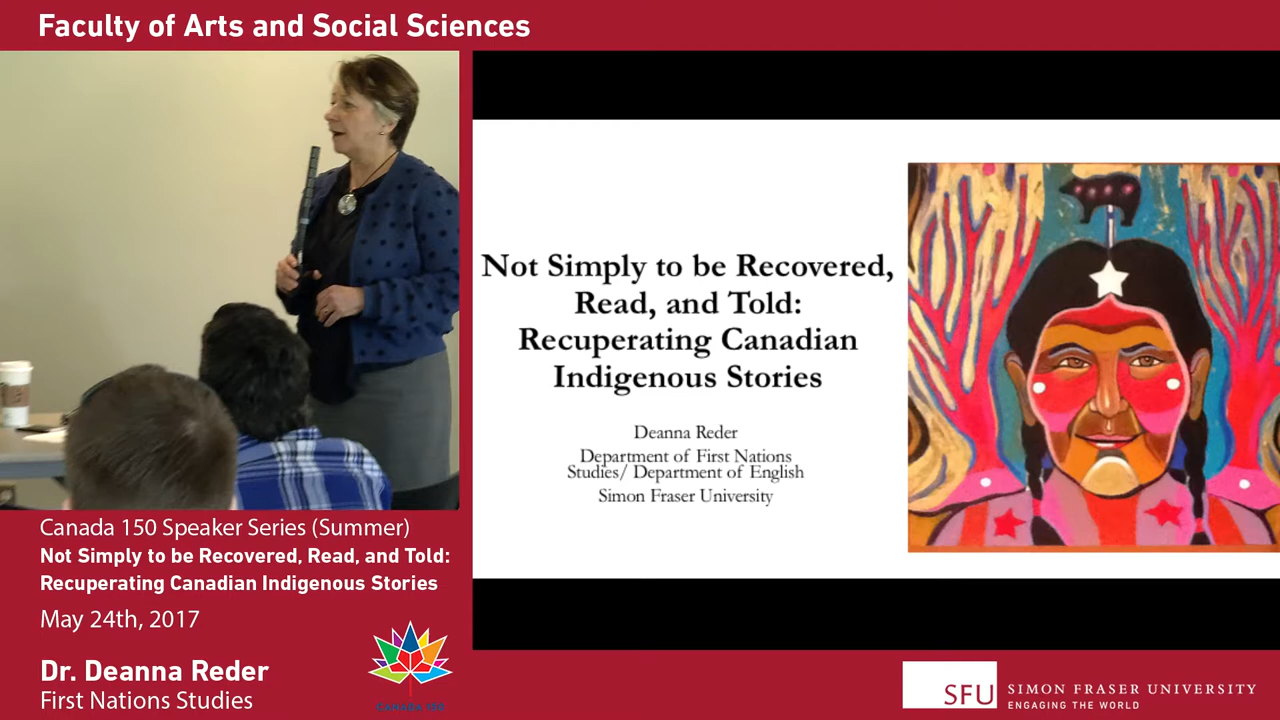 Faculty of Arts and Social Sciences
Not Simply to be Recovered,
Read, and Told:
Recuperating Canadian
Indigenous Stories
Deanna Reder
Department of First Nations
Studies/ Department of English
Simon Fraser University
Canada 150 Speaker Series (Summer)
Not Simply to be Recovered, Read, and Told:
Recuperating Canadian Indigenous Stories
May 24th, 2017
Dr. Deanna Reder
First Nations Studies
CANADA 150
SFU
SIMON FRASER UNIVERSITY
ENGAGING THE WORLD